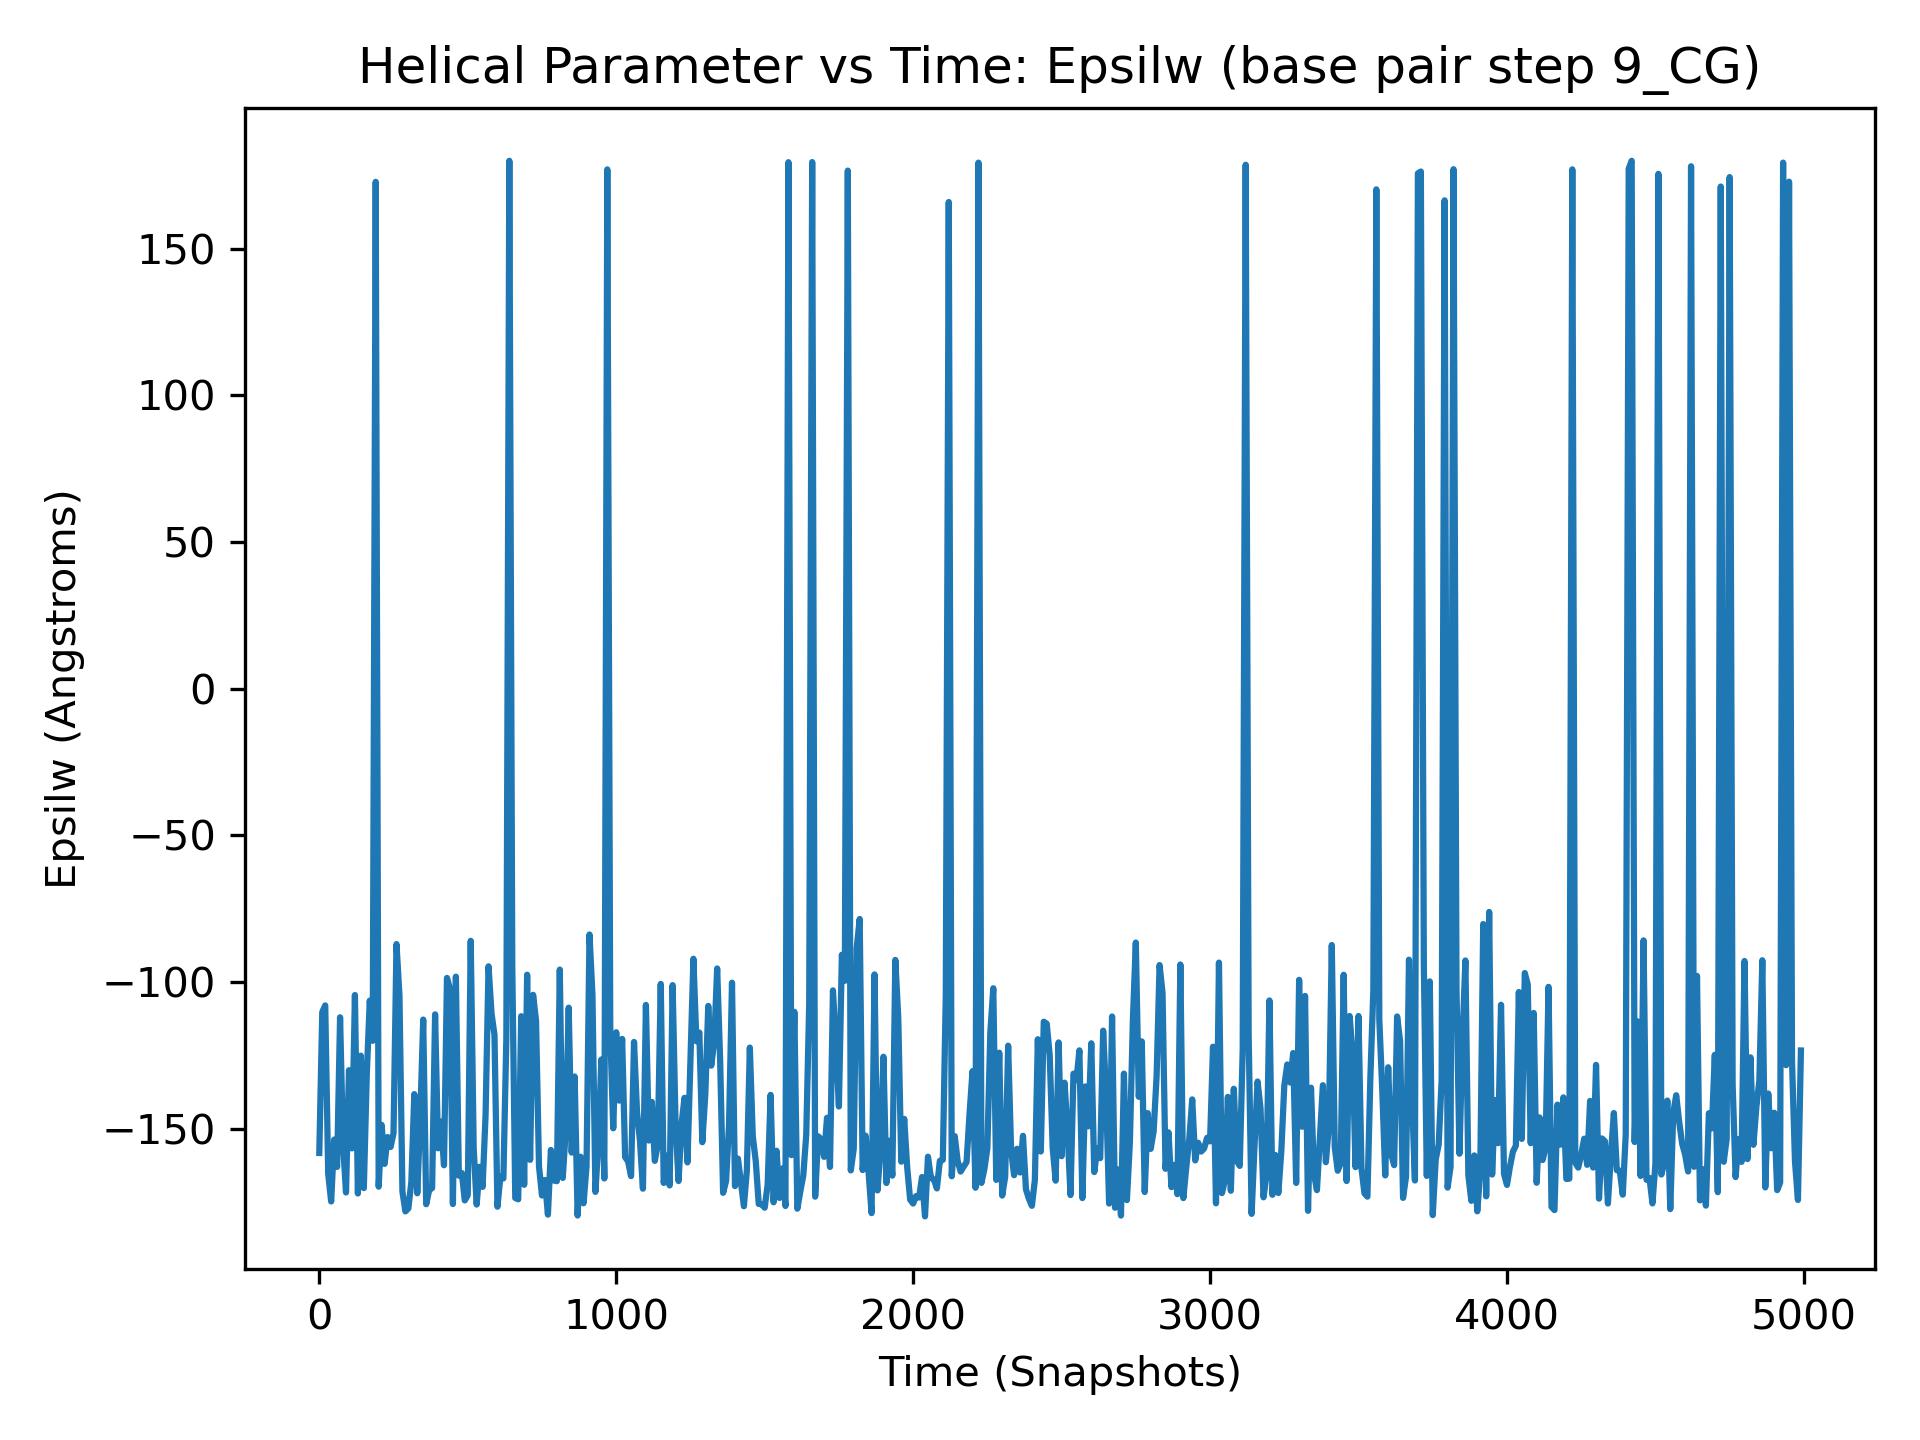 Helical Parameter vs Time: Epsilw (base pair step 9_CG)
150
100
50
0
−50
−100
−150
Epsilw (Angstroms)
0 1000 2000 3000 4000 5000
Time (Snapshots)